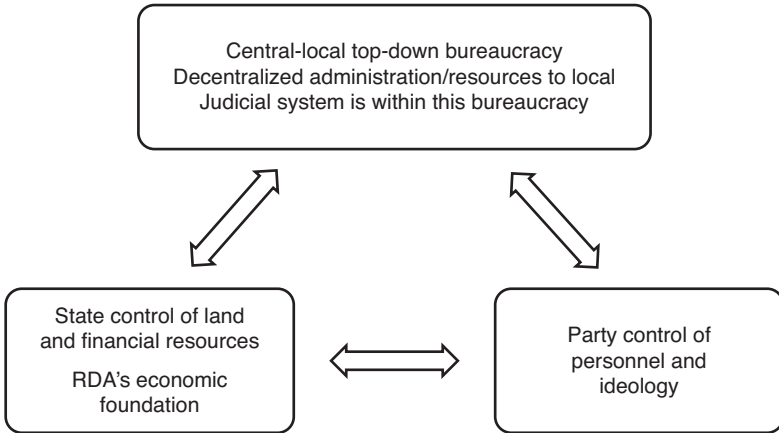 Central-local top-down bureaucracy
Decentralized administration/resources to local
Judicial system is within this bureaucracy
State control of land
and financial resources
RDA's economic
foundation
Party control of
personnel and
ideology